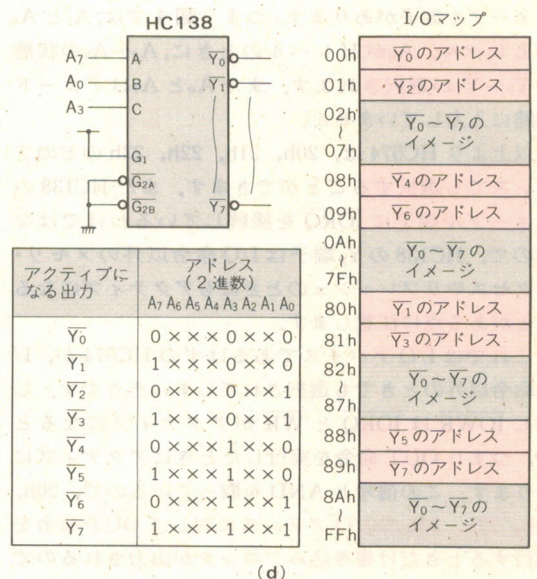 HC138
A7
A0
A3
A
B
C
G1
G2A
G2B
Y0
Y1
Y7
アクティブに
なる出力
アドレス
(2進数)
A7 A6 A5 A4 A3 A2 A1 A0
Y0 0 × × × 0 × × 0
Y1 1 × × × 0 × × 0
Y2 0 × × × 0 × × 1
Y3 1 × × × 0 × × 1
Y4 0 × × × 1 × × 0
Y5 1 × × × 1 × × 0
Y6 0 × × × 1 × × 1
Y7 1 × × × 1 × × 1
I/Oマップ
00h Y0のアドレス
01h Y2のアドレス
02h
〜
07h
Y0〜Y7の
イメージ
08h Y4のアドレス
09h Y6のアドレス
0Ah
〜
7Fh
Y0〜Y7の
イメージ
80h Y1のアドレス
81h Y3のアドレス
82h
〜
87h
Y0〜Y7の
イメージ
88h Y5のアドレス
89h Y7のアドレス
8Ah
〜
FFh
Y0〜Y7の
イメージ
(d)